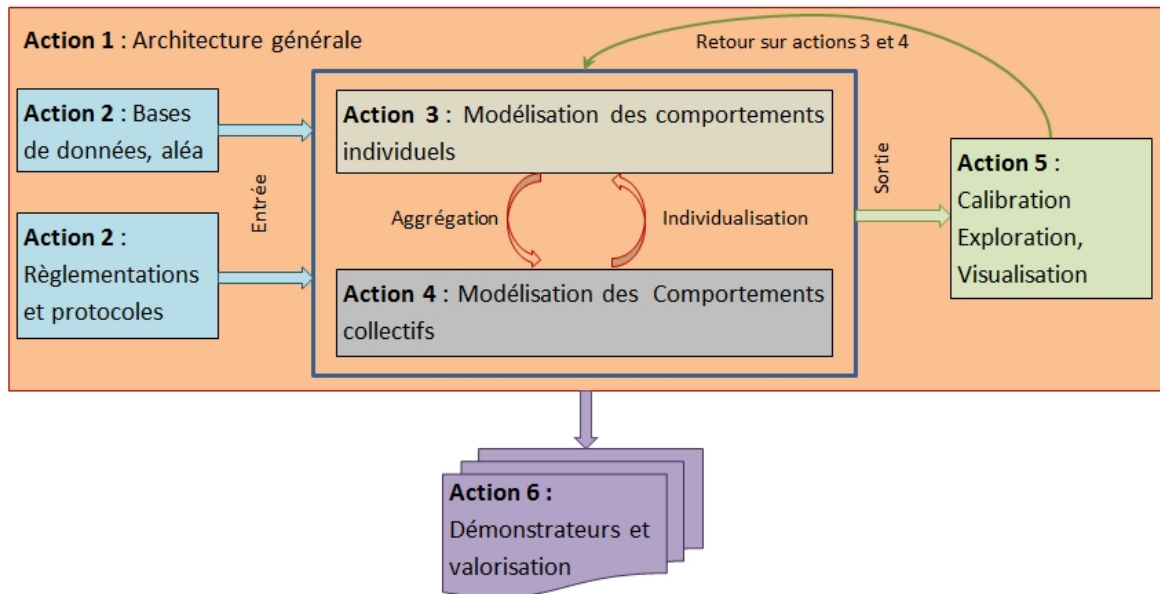 Action 1 : Architecture générale
Retour sur actions 3 et 4
Action 2 : Bases
de données, aléa
Action 3 : Modélisation des comportements
individuels
Entrée
Sortie
Action 5 :
Calibration
Exploration,
Visualisation
Aggrégation
Individualisation
Action 2 :
Règlementations
et protocoles
Action 4 : Modélisation des Comportements
collectifs
Action 6 :
Démonstrateurs et
valorisation